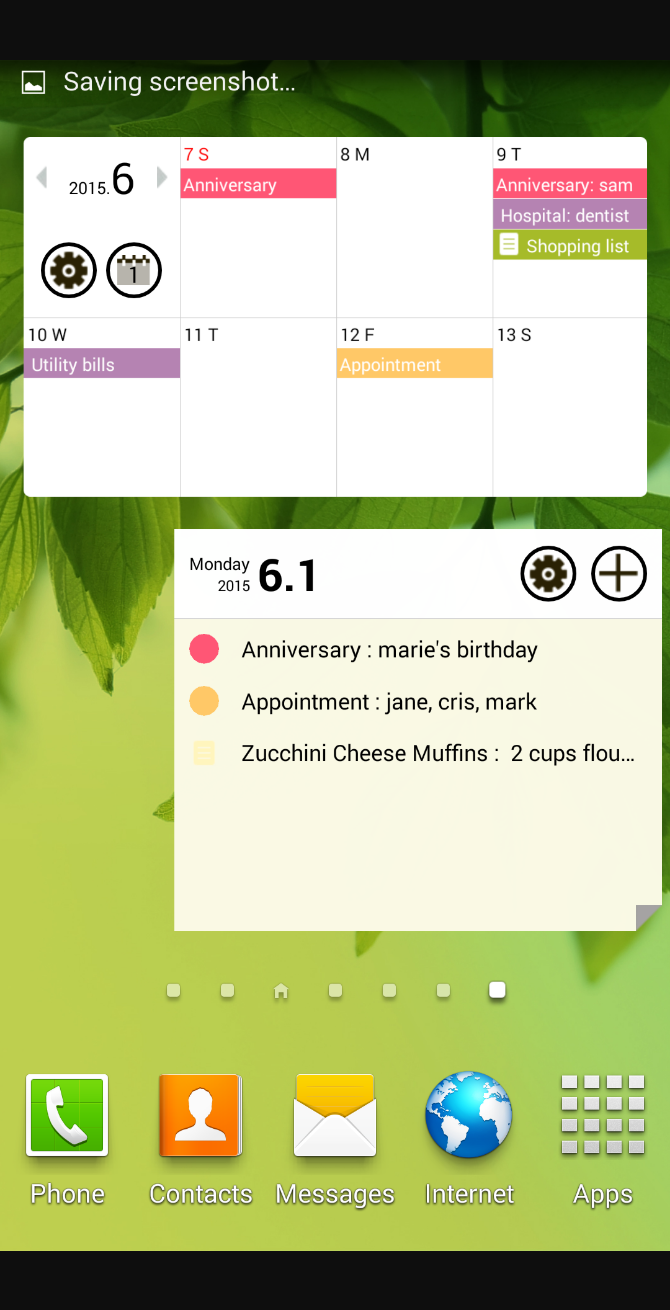 Saving screenshot...
2015.6
7 S
8 M
9 T
Anniversary
Anniversary: sam
Hospital: dentist
Shopping list
1
10 W
11 T
12 F
13 S
Utility bills
Appointment
Monday
2015
6.1
Anniversary : marie's birthday
Appointment : jane, cris, mark
Zucchini Cheese Muffins :  2 cups flou...
Phone
Contacts
Messages
Internet
Apps